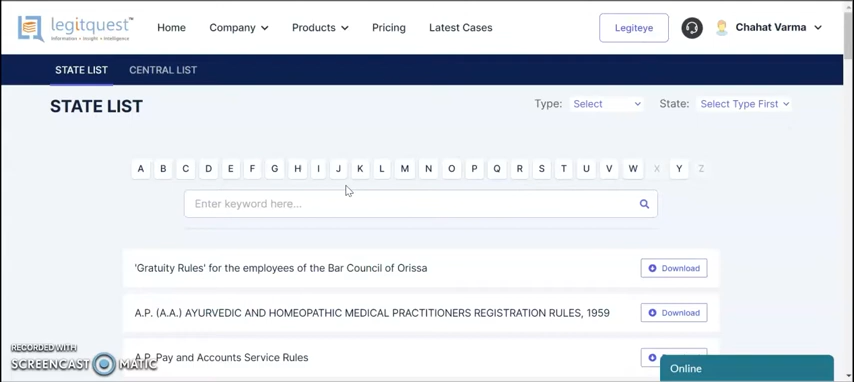 legitquest™
Information • Insight • Intelligence
Home
Company
Products
Pricing
Latest Cases
Legiteye
Chahat Varma
STATE LIST
CENTRAL LIST
STATE LIST
Type:
Select
State:
Select Type First
A B C D E F G H I J K L M N O P Q R S T U V W X Y Z
Enter keyword here...
'Gratuity Rules' for the employees of the Bar Council of Orissa
Download
A.P. (A.A.) AYURVEDIC AND HOMEOPATHIC MEDICAL PRACTITIONERS REGISTRATION RULES, 1959
Download
A.P. Pay and Accounts Service Rules
Online
RECORDED WITH
SCREENCAST MATIC